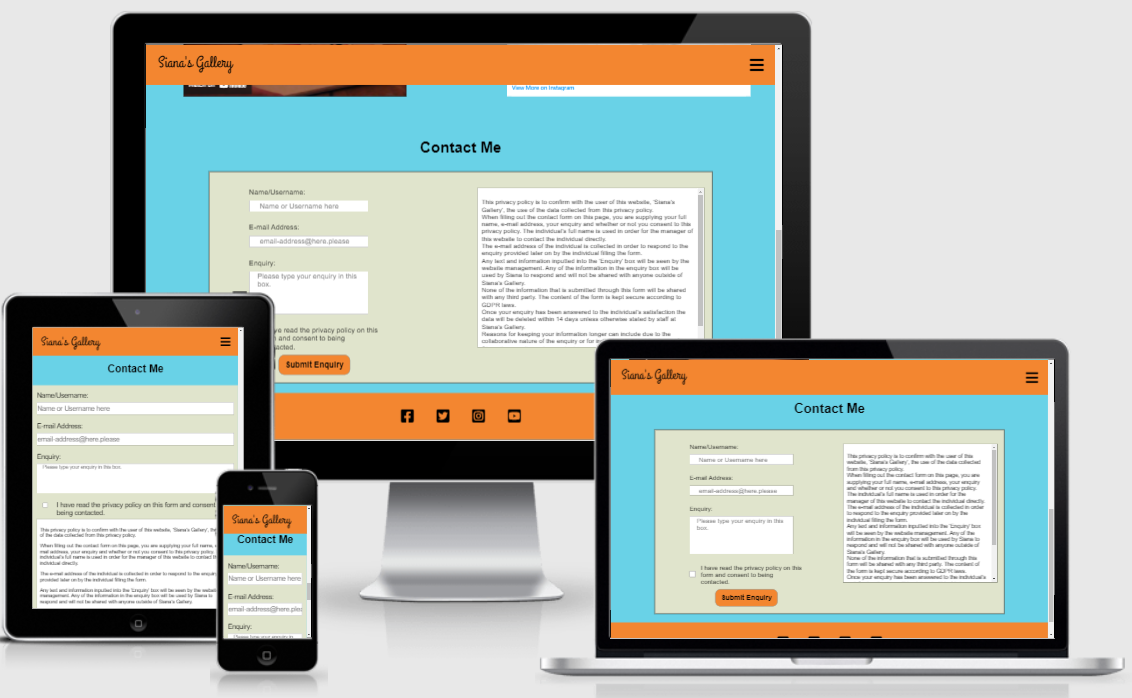 Siana's Gallery
View More on Instagram
Contact Me
Name/Username:
Name or Username here
E-mail Address:
email-address@here.please
Enquiry:
Please type your enquiry in this
box.
ve read the privacy policy on this
and consent to being
acted.
Submit Enquiry
This privacy policy is to confirm with the user of this website, 'Siana's
Gallery', the use of the data collected from this privacy policy.
When filling out the contact form on this page, you are supplying your full
name, e-mail address, your enquiry and whether or not you consent to this
privacy policy. The individual's full name is used in order for the manager of
this website to contact the individual directly.
The e-mail address of the individual is collected in order to respond to the
enquiry provided later on by the individual filling the form.
Any text and information inputted into the 'Enquiry' box will be seen by the
website management. Any of the information in the enquiry box will be
used by Siana to respond and will not be shared with anyone outside of
Siana's Gallery.
None of the information that is submitted through this form will be shared
with any third party. The content of the form is kept secure according to
GDPR laws.
Once your enquiry has been answered to the individual's satisfaction the
data will be deleted within 14 days unless otherwise stated by staff at
Siana's Gallery.
Reasons for keeping your information longer can include due to the
collaborative nature of the enquiry or for
Siana's Gallery
Contact Me
Name/Username:
Name or Username here
E-mail Address:
email-address@here.please
Enquiry:
Please type your enquiry in this box.
I have read the privacy policy on this form and consent
being contacted.
This privacy policy is to confirm with the user of this website, 'Siana's Gallery',
of the data collected from this privacy policy.
When filling out the contact form on this page, you are supplying your full name,
mail address, your enquiry and whether or not you consent to this privacy policy.
individual's full name is used in order for the manager of this website to contact
individual directly.
The e-mail address of the individual is collected in order to respond to the enquiry
provided later on by the individual filling the form.
Any text and information inputted into the 'Enquiry' box will be seen by the website
management. Any of the information in the enquiry box will be used by Siana to
respond and will not be shared with anyone outside of Siana's Gallery.
Siana's Gallery
Contact Me
Name/Username:
Name or Username here
E-mail Address:
email-address@here.plea
Enquiry:
Please type your enquiry in
Siana's Gallery
Contact Me
Name/Username:
Name or Username here
E-mail Address:
email-address@here.please
Enquiry:
Please type your enquiry in this
box.
I have read the privacy policy on this
form and consent to being
contacted.
Submit Enquiry
This privacy policy is to confirm with the user of this
website, 'Siana's Gallery', the use of the data collected
from this privacy policy.
When filling out the contact form on this page, you are
supplying your full name, e-mail address, your enquiry
and whether or not you consent to this privacy policy.
The individual's full name is used in order for the
manager of this website to contact the individual directly.
The e-mail address of the individual is collected in order
to respond to the enquiry provided later on by the
individual filling the form.
Any text and information inputted into the 'Enquiry' box
will be seen by the website management. Any of the
information in the enquiry box will be used by Siana to
respond and will not be shared with anyone outside of
Siana's Gallery.
None of the information that is submitted through this
form will be shared with any third party. The content of
the form is kept secure according to GDPR laws.
Once your enquiry has been answered to the individual's